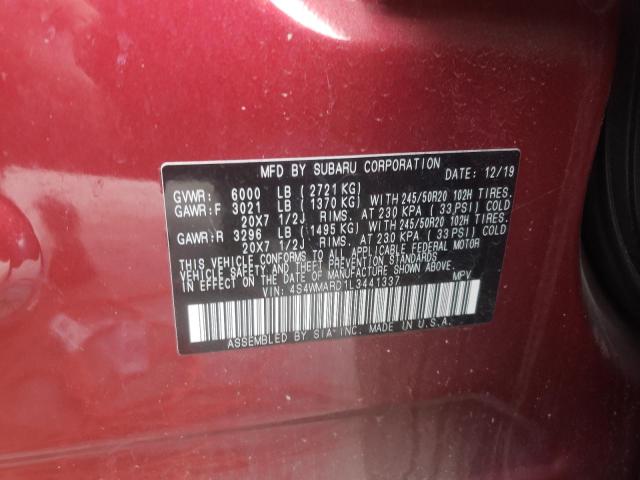 MFD BY SUBARU CORPORATION DATE: 12/19
GVWR: 6000 LB (2721 KG)
GAWR:F 3021 LB (1370 KG) WITH 245/50R20 102H TIRES.
20X7 1/2J RIMS. AT 230 KPA (33 PSI) COLD
GAWR:R 3296 LB (1495 KG) WITH 245/50R20 102H TIRES.
20X7 1/2J RIMS. AT 230 KPA (33 PSI) COLD
THIS VEHICLE CONFORMS TO ALL APPLICABLE FEDERAL MOTOR
VEHICLE SAFETY AND THEFT PREVENTION STANDARDS IN EFFECT
ON THE DATE OF MANUFACTURE SHOWN ABOVE.
VIN: 4S4WMARD1L3441337 MPV
ASSEMBLED BY SIA INC. MADE IN U.S.A.